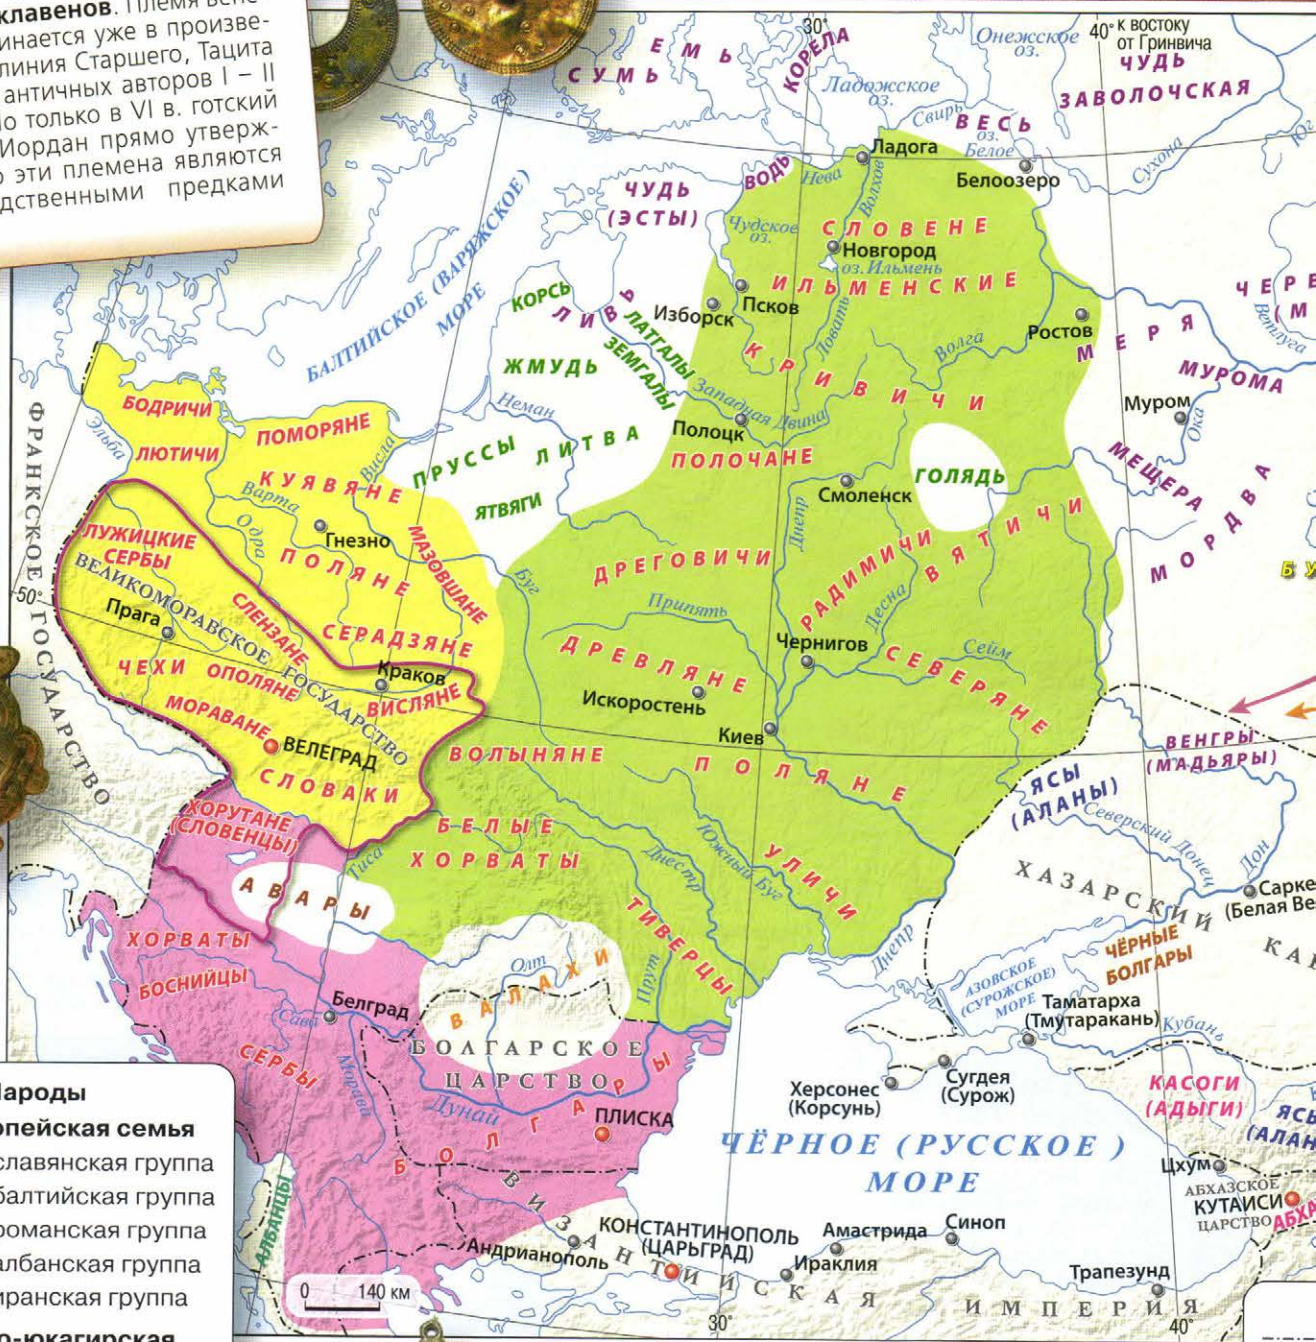 клавенов. Племя вене-
инается уже в произве-
линия Старшего, Тацита
античных авторов I – II
о только в VI в. готский
Иордан прямо утверж-
о эти племена являются
дственными предками
30°
40° к востоку
от Гринвича
ЕМЬ
СУМЬ
КОРЕЛА
Онежское
оз.
ЧУДЬ
ЗАВОЛОЧСКАЯ
Ладожское
оз.
Свирь
ВЕСЬ
оз.
Белое
Белоозеро
Сухона
Юг
Ладога
ВОДЬ
Нева
Волхов
ЧУДЬ
(ЭСТЫ)
Чудское
оз.
СЛОВЕНЕ
Новгород
оз. Ильмень
ИЛЬМЕНСКИЕ
БАЛТИЙСКОЕ (ВАРЯЖСКОЕ)
МОРЕ
КОРСЬ
ЛИВЬ
ЛАТГАЛЫ
ЗЕМГАЛЫ
Изборск
Псков
Ловать
Волга
Ростов
МЕРЯ
ЧЕРЕ
(М
Ветлуга
МУРОМА
Муром
Ока
КРИВИЧИ
ЖМУДЬ
Неман
Западная Двина
Полоцк
ПОЛОЧАНЕ
ПРУССЫ
ЛИТВА
ЯТВЯГИ
Смоленск
ГОЛЯДЬ
МЕЩЕРА
МОРДВА
ФРАНКСКОЕ ГОСУДАРСТВО
Эльба
БОДРИЧИ
ЛЮТИЧИ
ПОМОРЯНЕ
Висла
КУЯВЯНЕ
Варта
Одра
Гнезно
ПОЛЯНЕ
МАЗОВШАНЕ
СЕРАДЗЯНЕ
ЛУЖИЦКИЕ
СЕРБЫ
ВЕЛИКОМОРАВСКОЕ ГОСУДАРСТВО
50°
Прага
СЛЕНЗАНЕ
ЧЕХИ
ОПОЛЯНЕ
Краков
ВИСЛЯНЕ
МОРАВАНЕ
ВЕЛЕГРАД
СЛОВАКИ
Буг
ДРЕГОВИЧИ
Днепр
РАДИМИЧИ
ВЯТИЧИ
Припять
Десна
Чернигов
Сейм
СЕВЕРЯНЕ
ДРЕВЛЯНЕ
Искоростень
Киев
ПОЛЯНЕ
ВОЛЫНЯНЕ
БЕЛЫЕ
ХОРВАТЫ
Днестр
Южный Буг
УЛИЧИ
ТИВЕРЦЫ
Прут
Днепр
БУ
ВЕНГРЫ
(МАДЬЯРЫ)
ЯСЫ
(АЛАНЫ)
Северский Донец
Дон
ХАЗАРСКИЙ
КА
Сарке
(Белая Ве
ЧЁРНЫЕ
БОЛГАРЫ
АЗОВСКОЕ
(СУРОЖСКОЕ)
МОРЕ
Таматарха
(Тмутаракань)
Кубань
ХОРУТАНЕ
(СЛОВЕНЦЫ)
Тиса
АВАРЫ
ХОРВАТЫ
БОСНИЙЦЫ
Сава
Белград
СЕРБЫ
Морава
Олт
ВАЛАХИ
БОЛГАРСКОЕ
ЦАРСТВО
Дунай
ПЛИСКА
БОЛГАРЫ
АЛБАНЦЫ
Херсонес
(Корсунь)
Сугдея
(Сурож)
ЧЁРНОЕ (РУССКОЕ)
МОРЕ
КАСОГИ
(АДЫГИ)
ЯСЫ
(АЛАН
Цхум
АБХАЗСКОЕ
КУТАИСИ
ЦАРСТВО
АБХА
ВИЗАНТИЙСКАЯ ИМПЕРИЯ
КОНСТАНТИНОПОЛЬ
(ЦАРЬГРАД)
Андрианополь
Амастрида
Синоп
Ираклия
Трапезунд
30°
40°
0 140 км
Народы
опейская семья
славянская группа
балтийская группа
романская группа
албанская группа
иранская группа
о-юкагирская